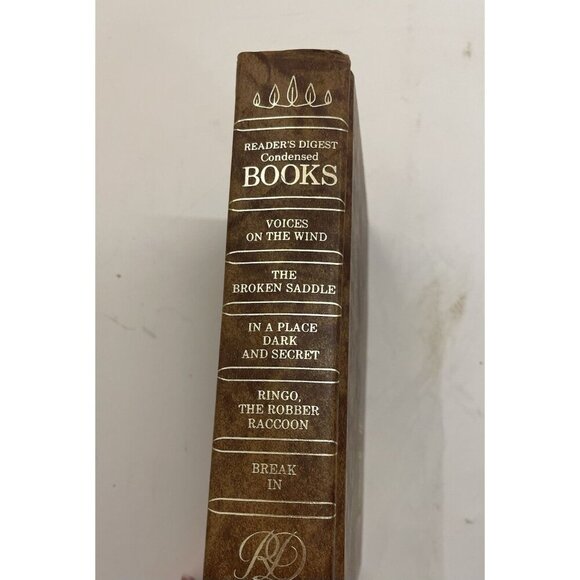 READER'S DIGEST
Condensed
BOOKS
VOICES
ON THE WIND
THE
BROKEN SADDLE
IN A PLACE
DARK
AND SECRET
RINGO,
THE ROBBER
RACCOON
BREAK
IN
RD